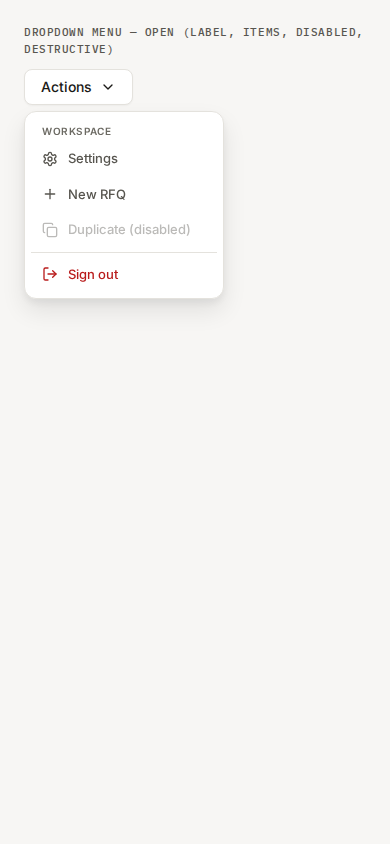 DROPDOWN MENU — OPEN (LABEL, ITEMS, DISABLED,
DESTRUCTIVE)
Actions
WORKSPACE
Settings
New RFQ
Duplicate (disabled)
Sign out